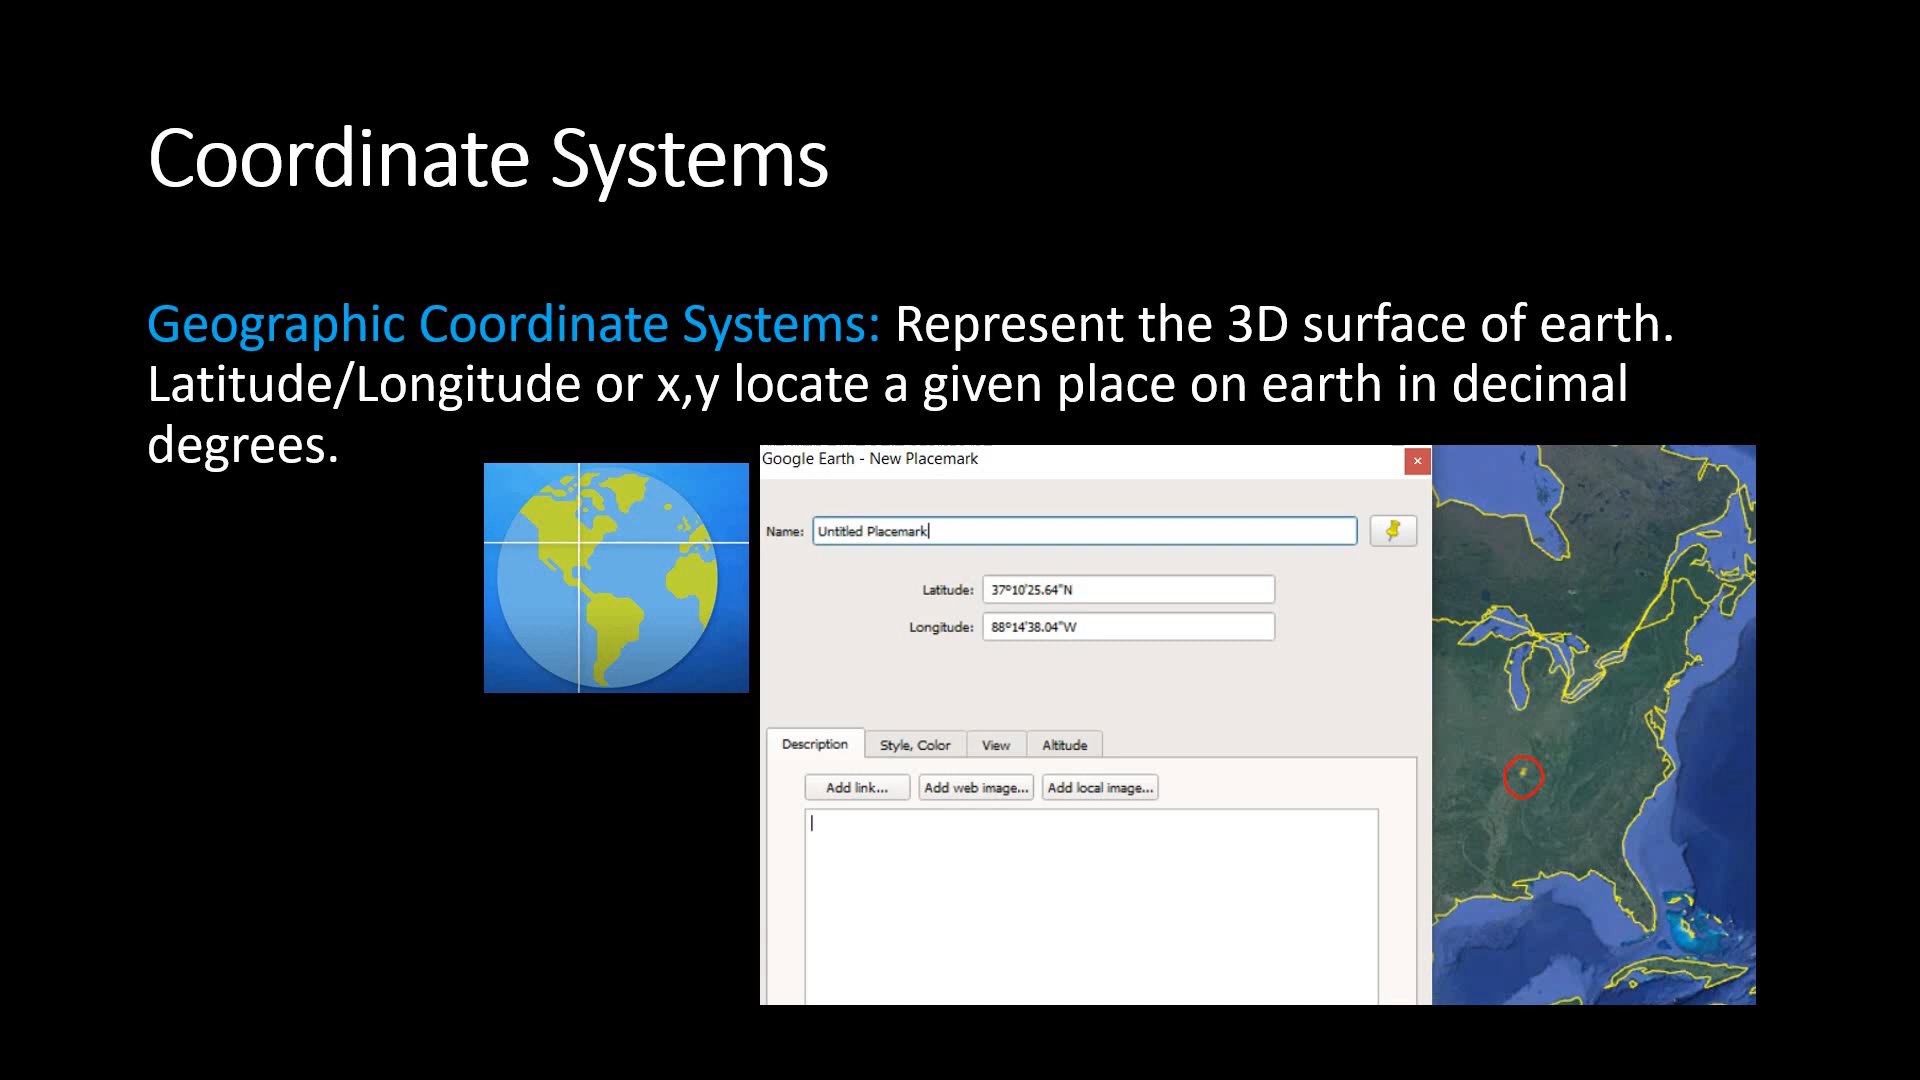 Coordinate Systems
Geographic Coordinate Systems: Represent the 3D surface of earth.
Latitude/Longitude or x,y locate a given place on earth in decimal
degrees.
Google Earth - New Placemark
Name: Untitled Placemark
Latitude: 37°10'25.64"N
Longitude: 88°14'38.04"W
Description Style, Color View Altitude
Add link... Add web image... Add local image...